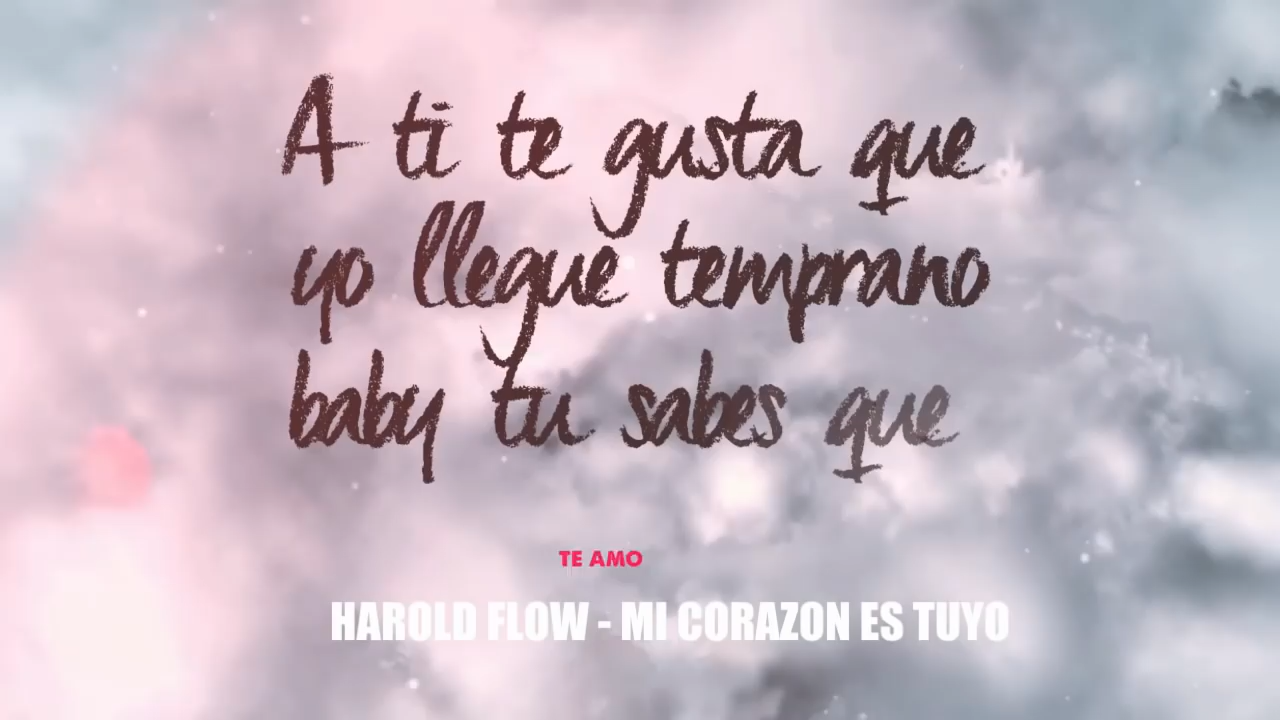 A ti te gusta que
yo llegue temprano
baby tu sabes que
TE AMO
HAROLD FLOW - MI CORAZON ES TUYO